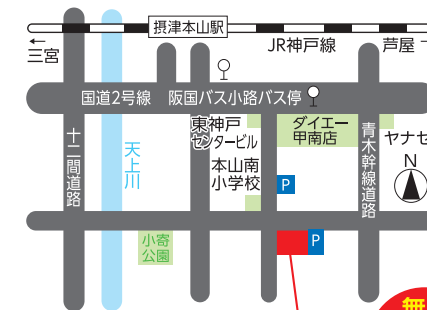 摂津本山駅
←
三宮
JR神戸線
芦屋→
国道2号線
阪国バス小路バス停
東神戸
センタービル
ダイエー
甲南店
ヤナセ
十二間道路
天上川
本山南
小学校
青木幹線道路
N
P
小寄
公園
P
無